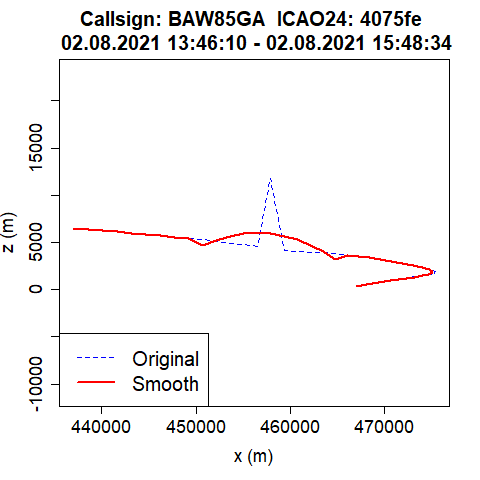 Callsign: BAW85GA  ICAO24: 4075fe
02.08.2021 13:46:10 - 02.08.2021 15:48:34
z (m)
15000
5000
0
-10000
Original
Smooth
440000 450000 460000 470000
x (m)